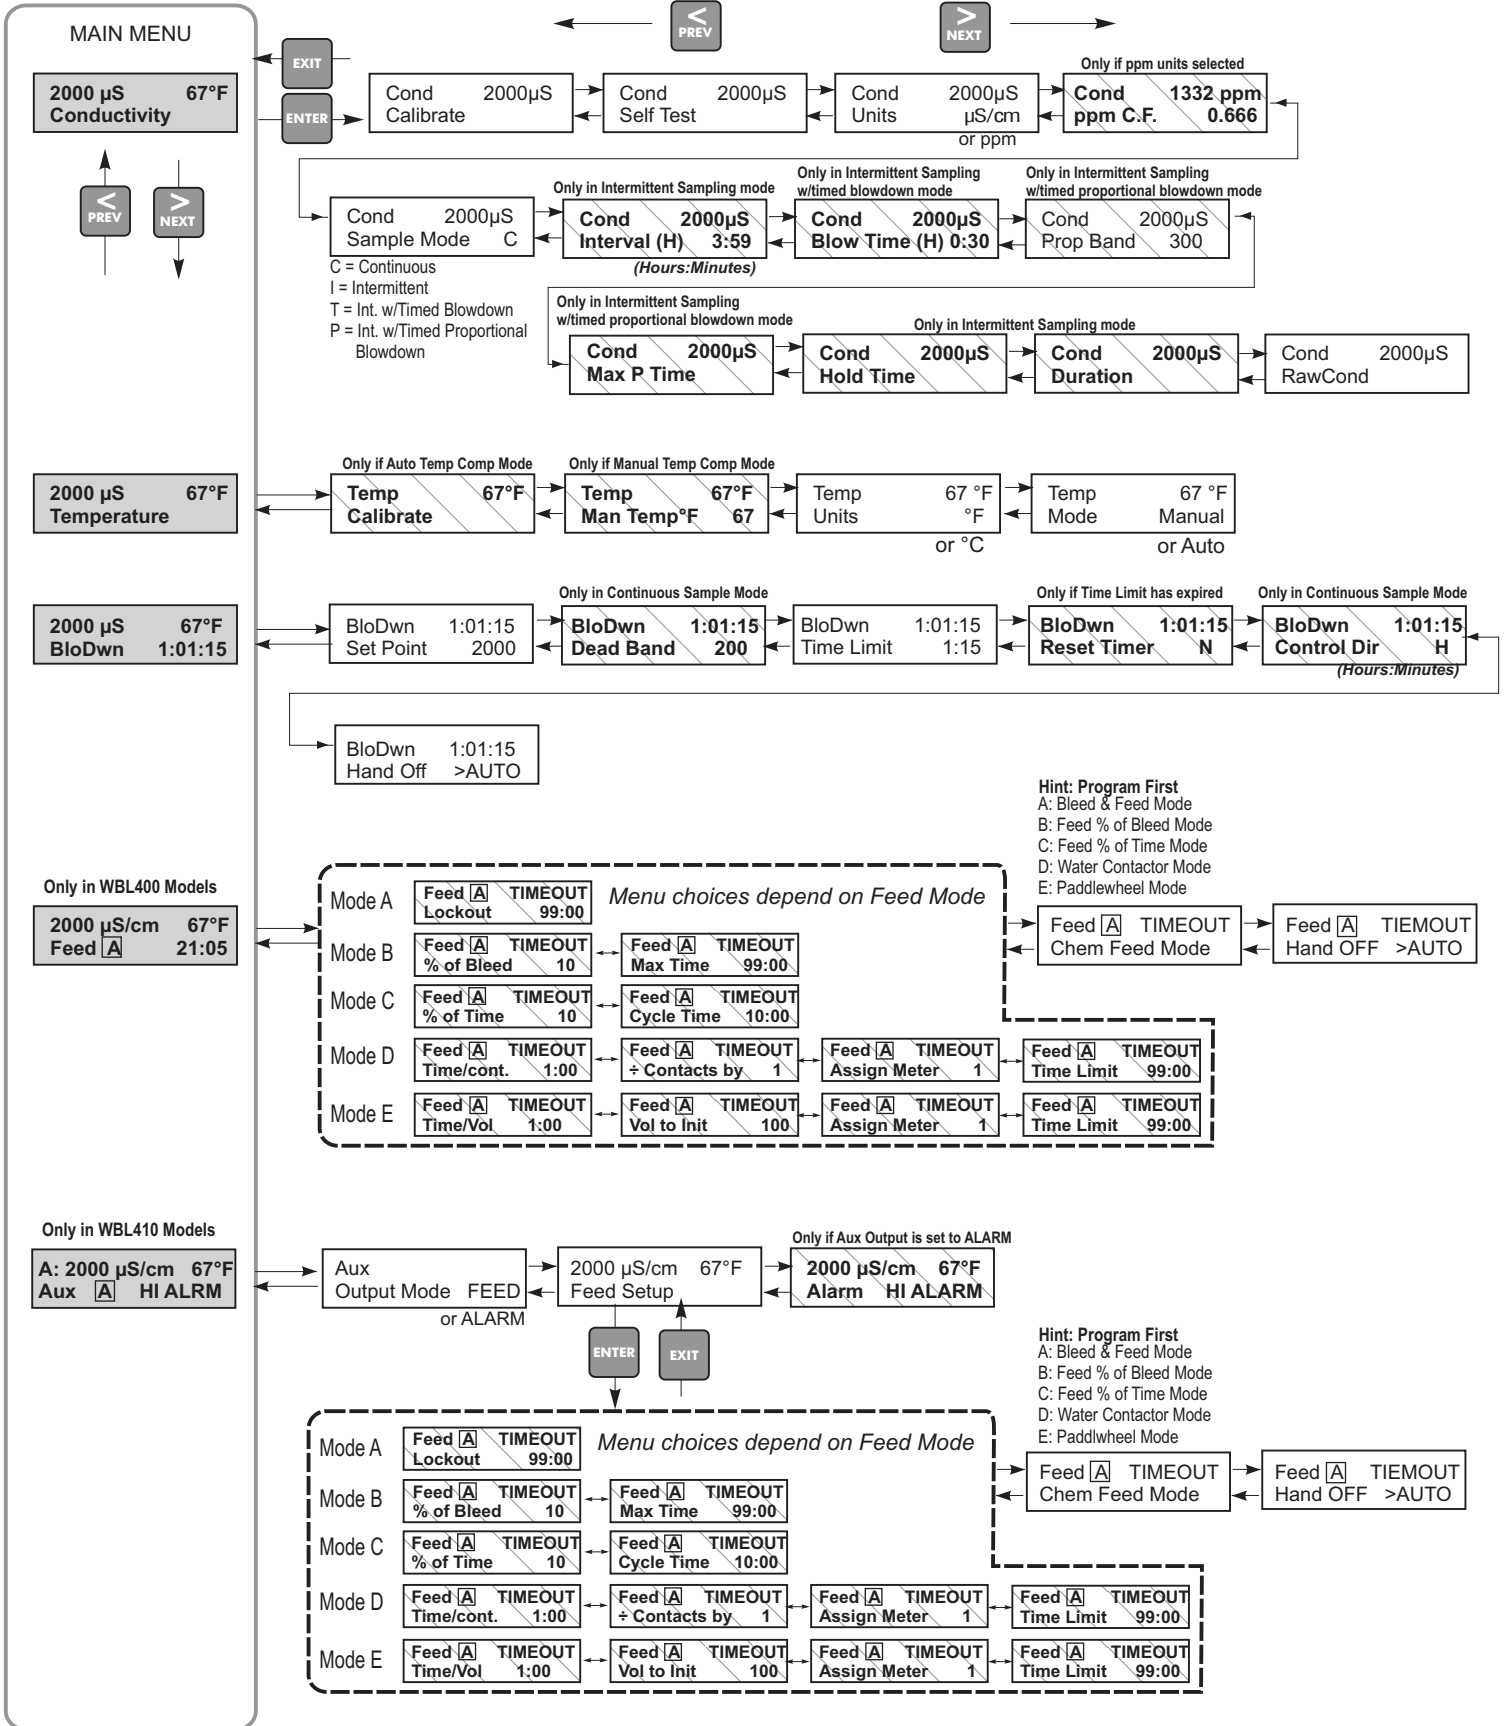 MAIN MENU
<
PREV
>
NEXT
EXIT
ENTER
2000 µS 67°F
Conductivity
<
PREV
>
NEXT
Cond 2000µS
Calibrate
Cond 2000µS
Self Test
Cond 2000µS
Units µS/cm
or ppm
Only if ppm units selected
Cond 1332 ppm
ppm C.F. 0.666
Cond 2000µS
Sample Mode C
C = Continuous
I = Intermittent
T = Int. w/Timed Blowdown
P = Int. w/Timed Proportional
Blowdown
Only in Intermittent Sampling mode
Cond 2000µS
Interval (H) 3:59
(Hours:Minutes)
Only in Intermittent Sampling
w/timed blowdown mode
Cond 2000µS
Blow Time (H) 0:30
Only in Intermittent Sampling
w/timed proportional blowdown mode
Cond 2000µS
Prop Band 300
Only in Intermittent Sampling
w/timed proportional blowdown mode
Cond 2000µS
Max P Time
Only in Intermittent Sampling mode
Cond 2000µS
Hold Time
Cond 2000µS
Duration
Cond 2000µS
RawCond
2000 µS 67°F
Temperature
Only if Auto Temp Comp Mode
Temp 67°F
Calibrate
Only if Manual Temp Comp Mode
Temp 67°F
Man Temp°F 67
Temp 67 °F
Units °F
or °C
Temp 67 °F
Mode Manual
or Auto
2000 µS 67°F
BloDwn 1:01:15
BloDwn 1:01:15
Set Point 2000
Only in Continuous Sample Mode
BloDwn 1:01:15
Dead Band 200
BloDwn 1:01:15
Time Limit 1:15
Only if Time Limit has expired
BloDwn 1:01:15
Reset Timer N
Only in Continuous Sample Mode
BloDwn 1:01:15
Control Dir H
(Hours:Minutes)
BloDwn 1:01:15
Hand Off >AUTO
Only in WBL400 Models
2000 µS/cm 67°F
Feed A 21:05
Menu choices depend on Feed Mode
Mode A
Feed A TIMEOUT
Lockout 99:00
Mode B
Feed A TIMEOUT
% of Bleed 10
Feed A TIMEOUT
Max Time 99:00
Mode C
Feed A TIMEOUT
% of Time 10
Feed A TIMEOUT
Cycle Time 10:00
Mode D
Feed A TIMEOUT
Time/cont. 1:00
Feed A TIMEOUT
÷ Contacts by 1
Feed A TIMEOUT
Assign Meter 1
Feed A TIMEOUT
Time Limit 99:00
Mode E
Feed A TIMEOUT
Time/Vol 1:00
Feed A TIMEOUT
Vol to Init 100
Feed A TIMEOUT
Assign Meter 1
Feed A TIMEOUT
Time Limit 99:00
Hint: Program First
A: Bleed & Feed Mode
B: Feed % of Bleed Mode
C: Feed % of Time Mode
D: Water Contactor Mode
E: Paddlewheel Mode
Feed A TIMEOUT
Chem Feed Mode
Feed A TIEMOUT
Hand OFF >AUTO
Only in WBL410 Models
A: 2000 µS/cm 67°F
Aux A HI ALRM
Aux
Output Mode FEED
or ALARM
2000 µS/cm 67°F
Feed Setup
Only if Aux Output is set to ALARM
2000 µS/cm 67°F
Alarm HI ALARM
ENTER
EXIT
Menu choices depend on Feed Mode
Mode A
Feed A TIMEOUT
Lockout 99:00
Mode B
Feed A TIMEOUT
% of Bleed 10
Feed A TIMEOUT
Max Time 99:00
Mode C
Feed A TIMEOUT
% of Time 10
Feed A TIMEOUT
Cycle Time 10:00
Mode D
Feed A TIMEOUT
Time/cont. 1:00
Feed A TIMEOUT
÷ Contacts by 1
Feed A TIMEOUT
Assign Meter 1
Feed A TIMEOUT
Time Limit 99:00
Mode E
Feed A TIMEOUT
Time/Vol 1:00
Feed A TIMEOUT
Vol to Init 100
Feed A TIMEOUT
Assign Meter 1
Feed A TIMEOUT
Time Limit 99:00
Hint: Program First
A: Bleed & Feed Mode
B: Feed % of Bleed Mode
C: Feed % of Time Mode
D: Water Contactor Mode
E: Paddlwheel Mode
Feed A TIMEOUT
Chem Feed Mode
Feed A TIEMOUT
Hand OFF >AUTO